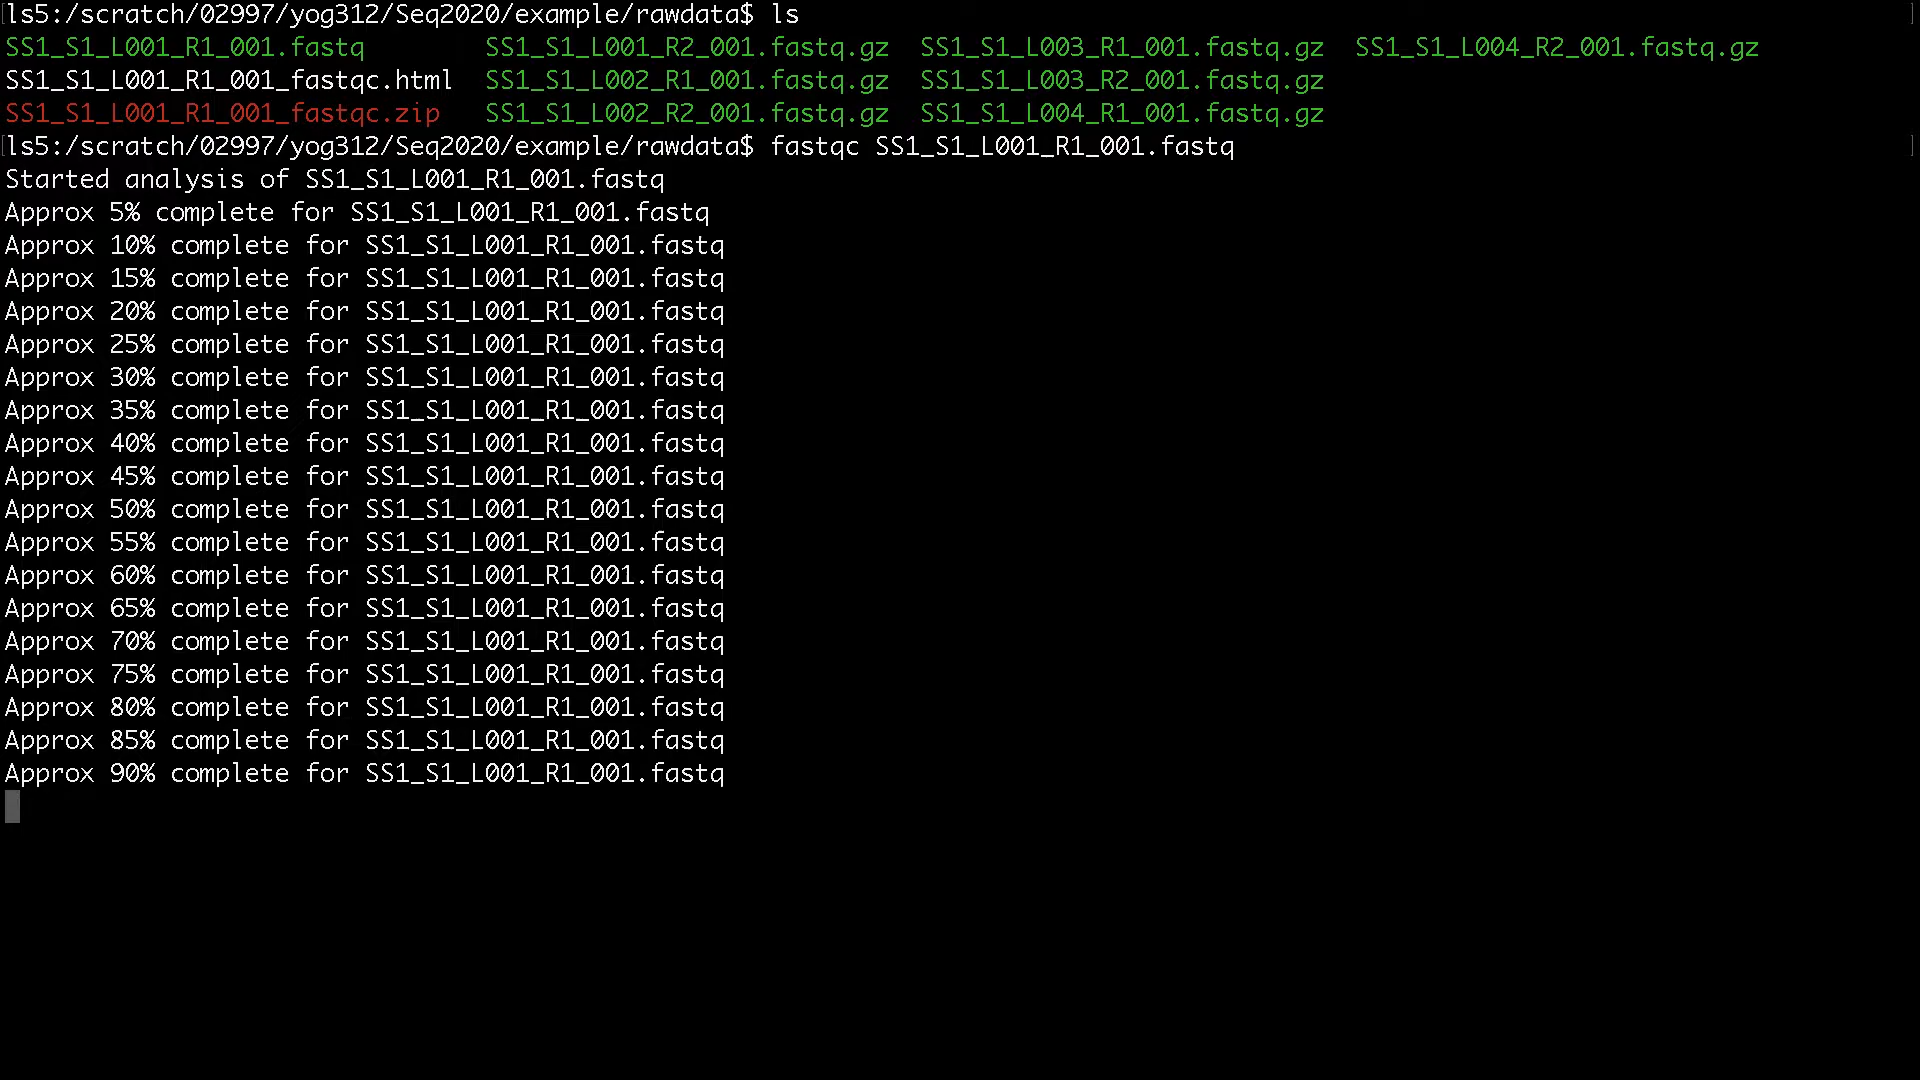 [ls5:/scratch/02997/yog312/Seq2020/example/rawdata$ ls ]
SS1_S1_L001_R1_001.fastq SS1_S1_L001_R2_001.fastq.gz SS1_S1_L003_R1_001.fastq.gz SS1_S1_L004_R2_001.fastq.gz
SS1_S1_L001_R1_001_fastqc.html SS1_S1_L002_R1_001.fastq.gz SS1_S1_L003_R2_001.fastq.gz
SS1_S1_L001_R1_001_fastqc.zip SS1_S1_L002_R2_001.fastq.gz SS1_S1_L004_R1_001.fastq.gz
[ls5:/scratch/02997/yog312/Seq2020/example/rawdata$ fastqc SS1_S1_L001_R1_001.fastq ]
Started analysis of SS1_S1_L001_R1_001.fastq
Approx 5% complete for SS1_S1_L001_R1_001.fastq
Approx 10% complete for SS1_S1_L001_R1_001.fastq
Approx 15% complete for SS1_S1_L001_R1_001.fastq
Approx 20% complete for SS1_S1_L001_R1_001.fastq
Approx 25% complete for SS1_S1_L001_R1_001.fastq
Approx 30% complete for SS1_S1_L001_R1_001.fastq
Approx 35% complete for SS1_S1_L001_R1_001.fastq
Approx 40% complete for SS1_S1_L001_R1_001.fastq
Approx 45% complete for SS1_S1_L001_R1_001.fastq
Approx 50% complete for SS1_S1_L001_R1_001.fastq
Approx 55% complete for SS1_S1_L001_R1_001.fastq
Approx 60% complete for SS1_S1_L001_R1_001.fastq
Approx 65% complete for SS1_S1_L001_R1_001.fastq
Approx 70% complete for SS1_S1_L001_R1_001.fastq
Approx 75% complete for SS1_S1_L001_R1_001.fastq
Approx 80% complete for SS1_S1_L001_R1_001.fastq
Approx 85% complete for SS1_S1_L001_R1_001.fastq
Approx 90% complete for SS1_S1_L001_R1_001.fastq